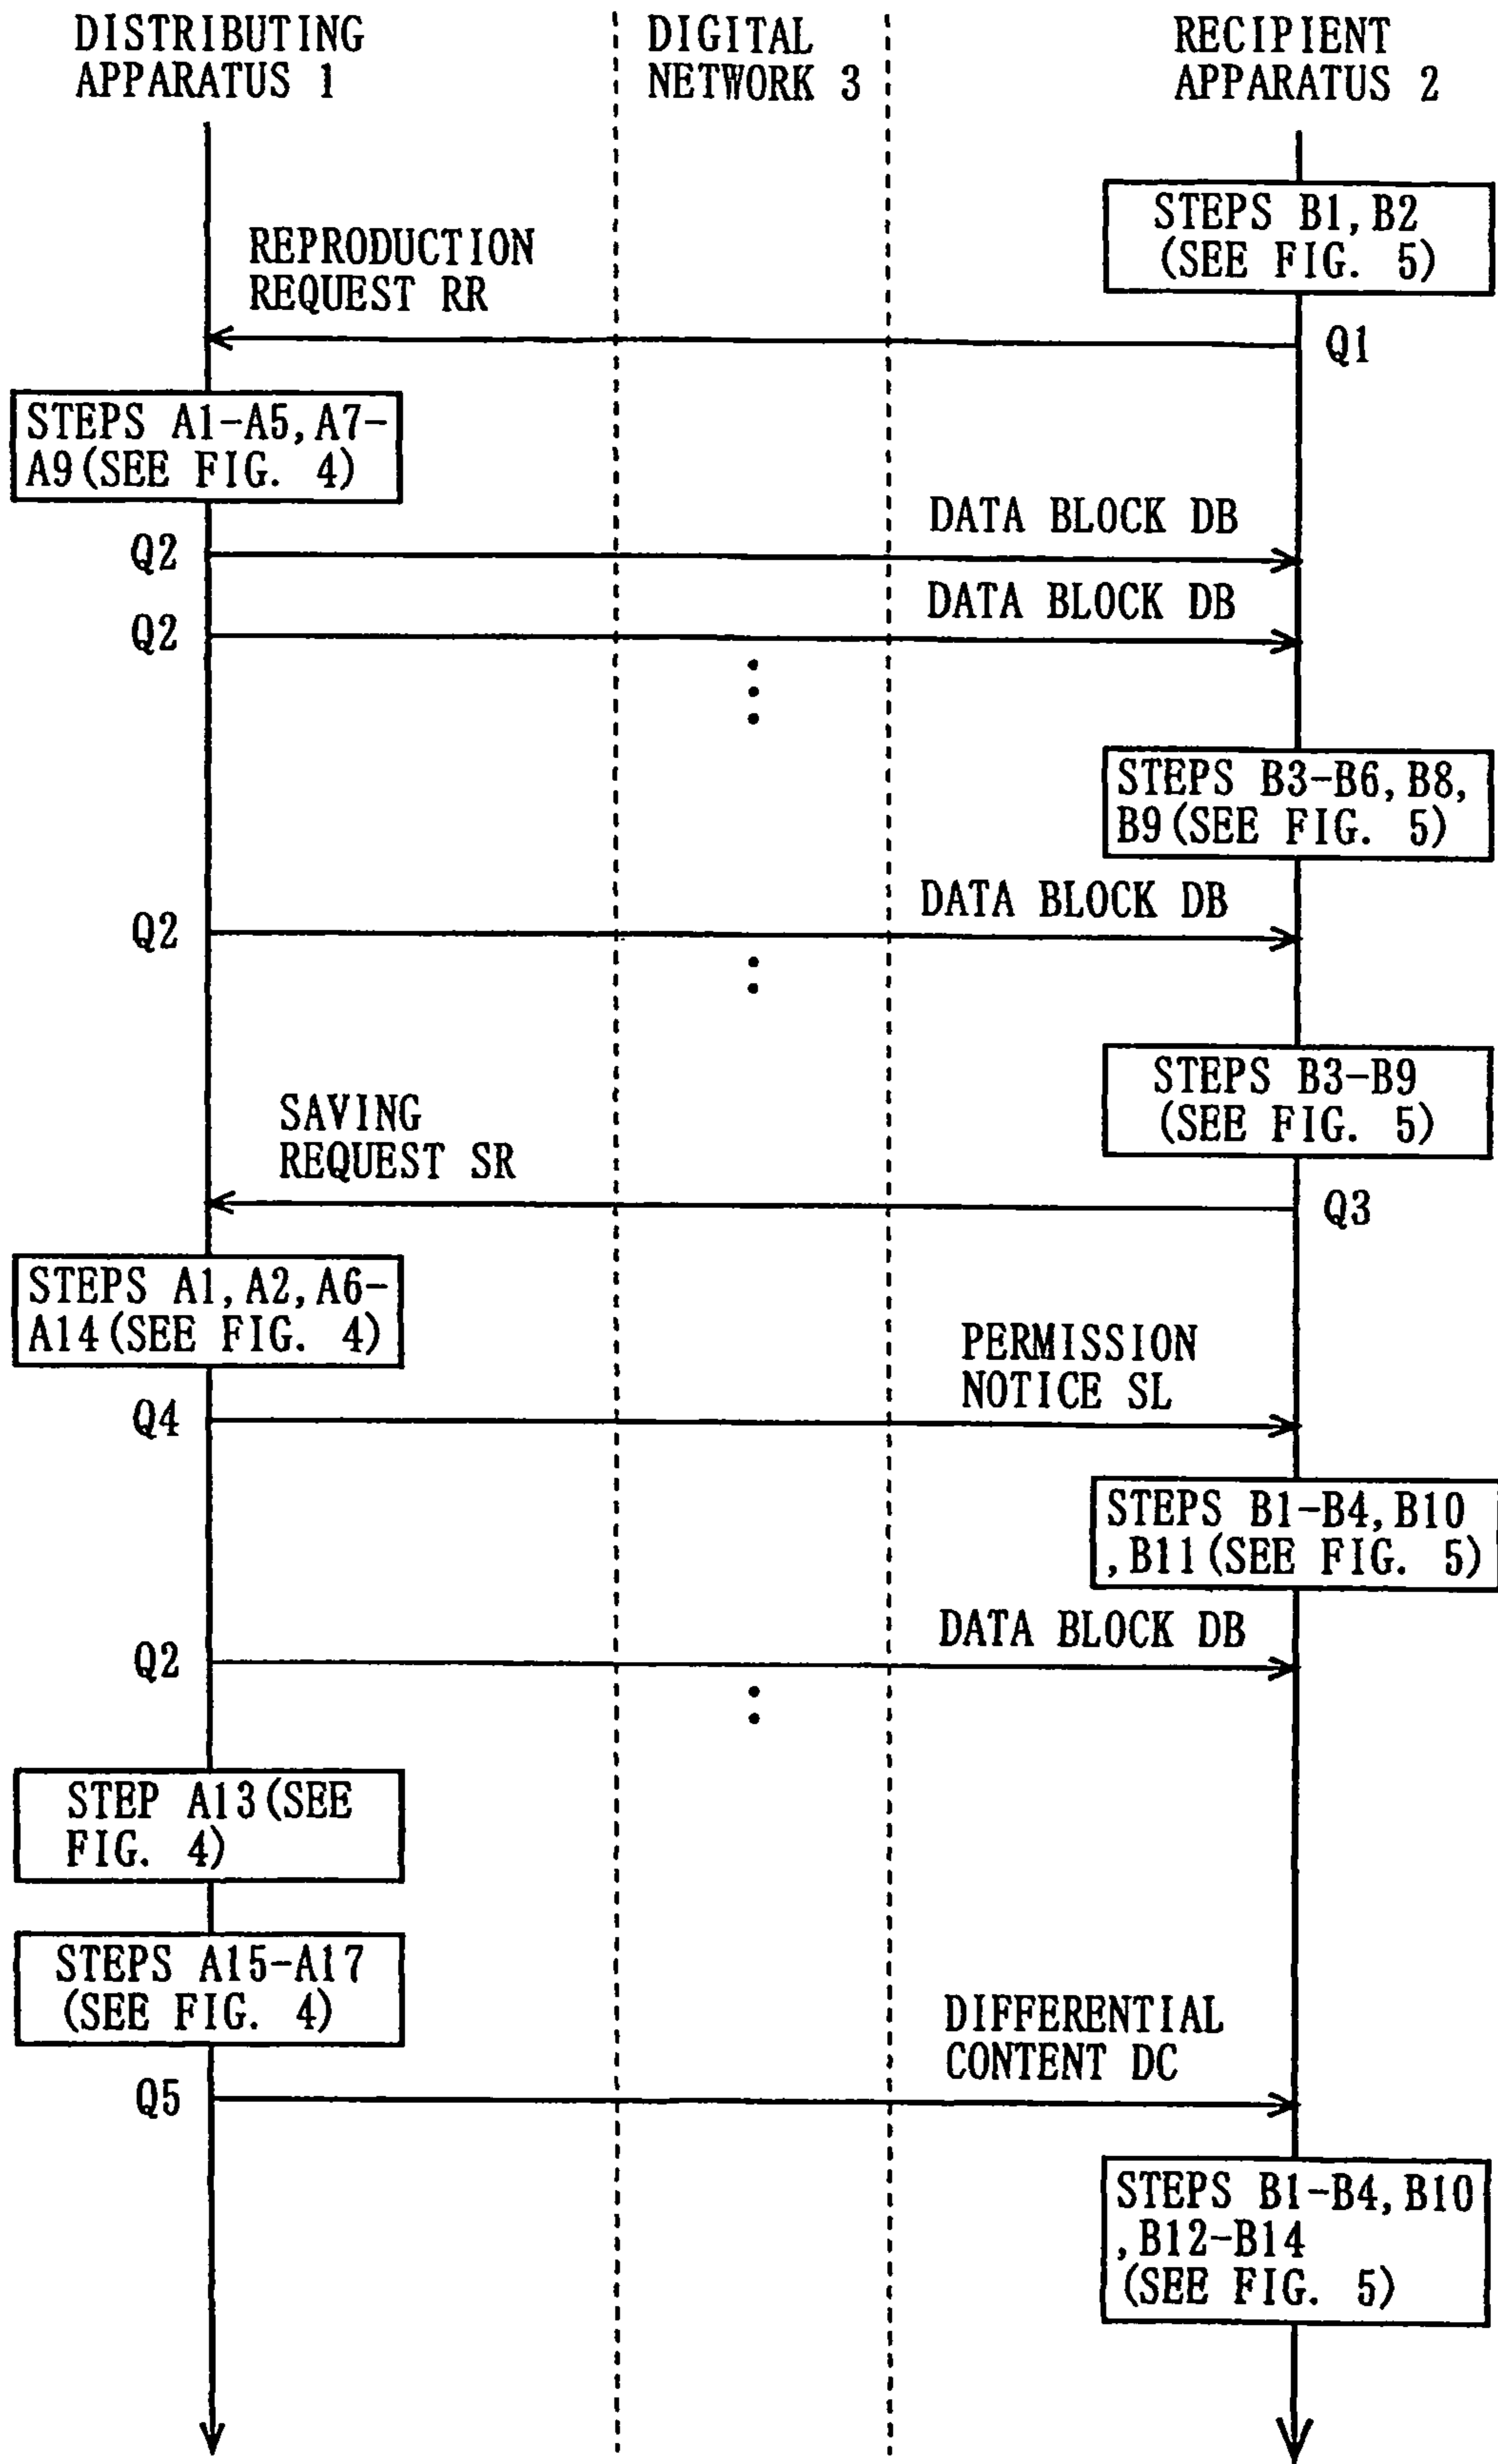 DISTRIBUTING
APPARATUS 1
DIGITAL
NETWORK 3
RECIPIENT
APPARATUS 2
STEPS B1, B2
(SEE FIG. 5)
REPRODUCTION
REQUEST RR
Q1
STEPS A1-A5, A7-
A9(SEE FIG. 4)
DATA BLOCK DB
Q2
DATA BLOCK DB
Q2
STEPS B3-B6, B8,
B9(SEE FIG. 5)
DATA BLOCK DB
Q2
STEPS B3-B9
(SEE FIG. 5)
SAVING
REQUEST SR
Q3
STEPS A1, A2, A6-
A14(SEE FIG. 4)
PERMISSION
NOTICE SL
Q4
STEPS B1-B4, B10
, B11(SEE FIG. 5)
DATA BLOCK DB
Q2
STEP A13(SEE
FIG. 4)
STEPS A15-A17
(SEE FIG. 4)
DIFFERENTIAL
CONTENT DC
Q5
STEPS B1-B4, B10
, B12-B14
(SEE FIG. 5)